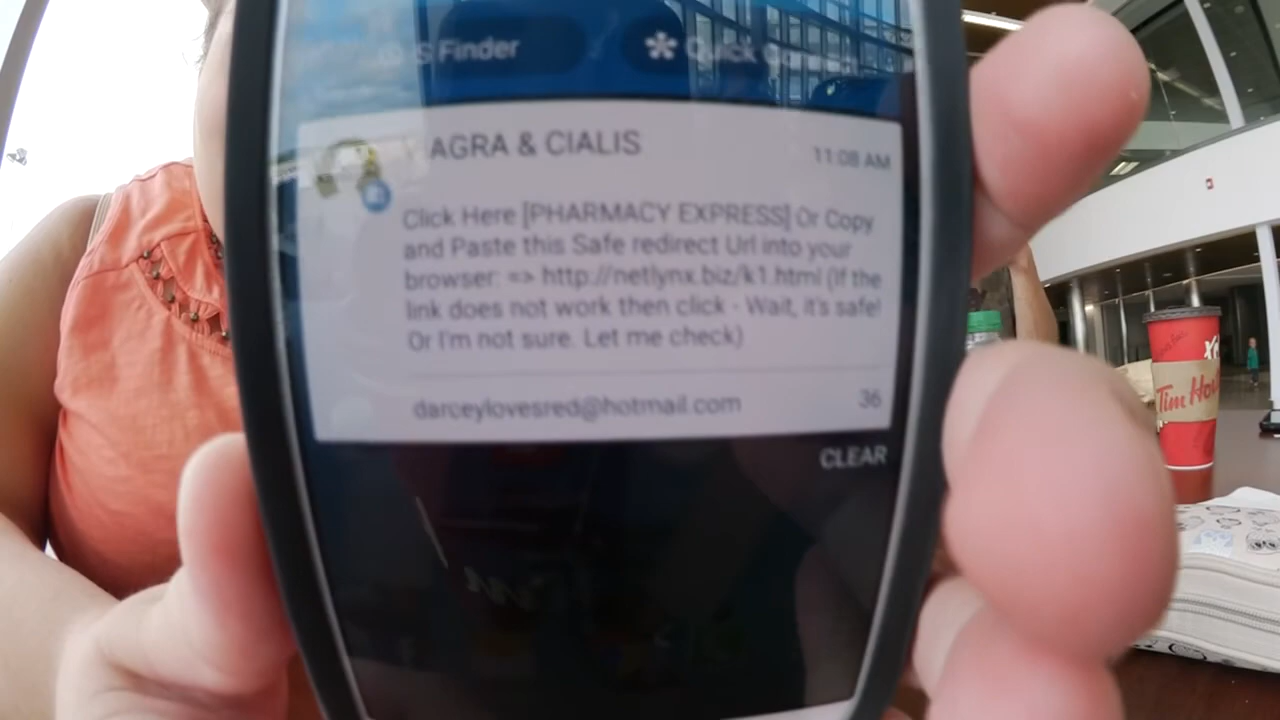 S Finder
Quick
AGRA & CIALIS
11:08 AM
Click Here [PHARMACY EXPRESS] Or Copy
and Paste this Safe redirect Url into your
browser: => http://netlynx.biz/k1.html (If the
link does not work then click - Wait, it's safe!
Or I'm not sure. Let me check)
darceylovesred@hotmail.com
36
CLEAR
Tim Ho